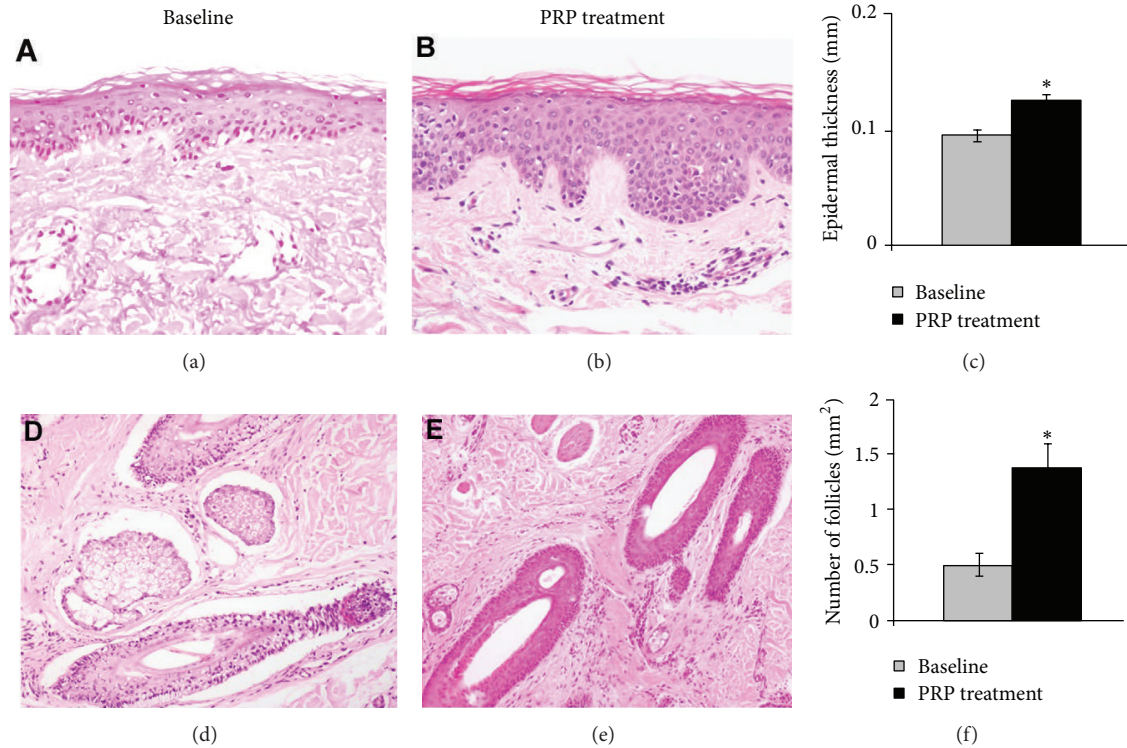 Baseline
PRP treatment
A
B
0.2
0.1
0
Epidermal thickness (mm)
*
Baseline
PRP treatment
(a)
(b)
(c)
D
E
2
1.5
1
0.5
0
Number of follicles (mm²)
*
Baseline
PRP treatment
(d)
(e)
(f)